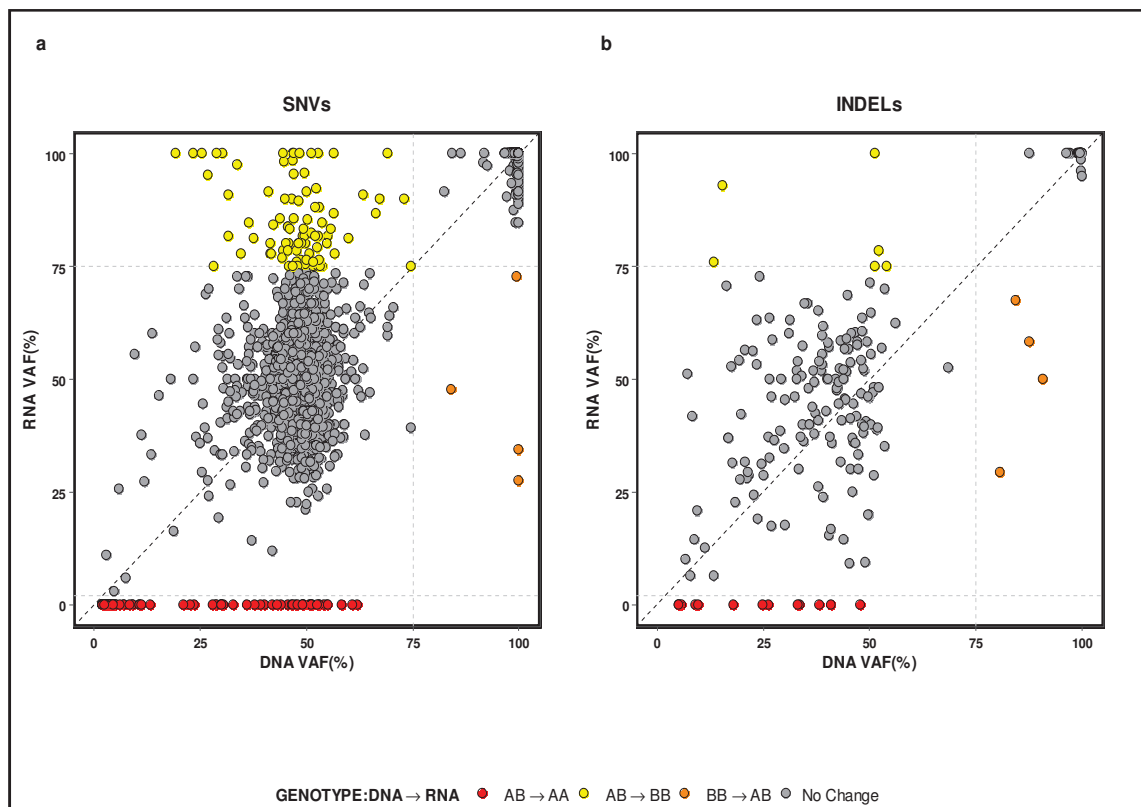 a
b
SNVs
INDELs
100
75
50
25
0
RNA VAF(%)
0 25 50 75 100
DNA VAF(%)
100
75
50
25
0
RNA VAF(%)
0 25 50 75 100
DNA VAF(%)
GENOTYPE:DNA → RNA AB → AA AB → BB BB → AB No Change